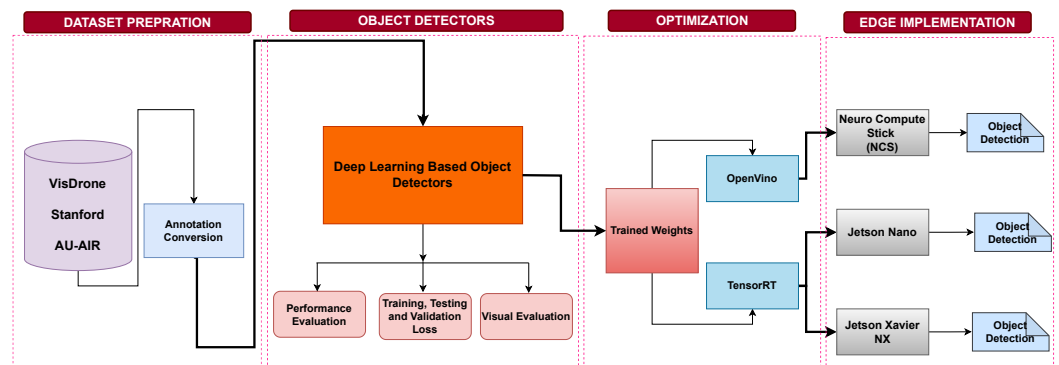 DATASET PREPRATION
OBJECT DETECTORS
OPTIMIZATION
EDGE IMPLEMENTATION
VisDrone
Stanford
AU-AIR
Annotation
Conversion
Deep Learning Based Object
Detectors
Performance
Evaluation
Training, Testing
and Validation
Loss
Visual Evaluation
Trained Weights
OpenVino
TensorRT
Neuro Compute
Stick
(NCS)
Object
Detection
Jetson Nano
Object
Detection
Jetson Xavier
NX
Object
Detection